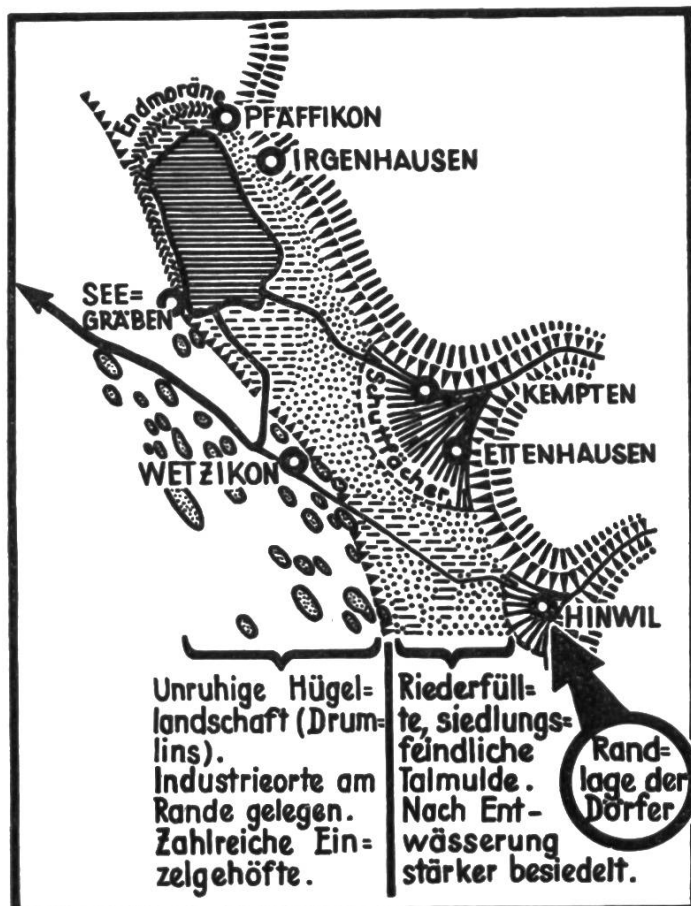 Endmoräne
PFÄFFIKON
IRGENHAUSEN
SEE=
GRÄBEN
KEMPTEN
Schuttfächer
ETTENHAUSEN
WETZIKON
HINWIL
Unruhige Hügel=
landschaft (Drum=
lins).
Industrieorte am
Rande gelegen.
Zahlreiche Ein=
zelgehöfte.
Riederfüll=
te, siedlungs=
feindliche
Talmulde.
Nach Ent-
wässerung
stärker besiedelt.
Rand=
lage der
Dörfer